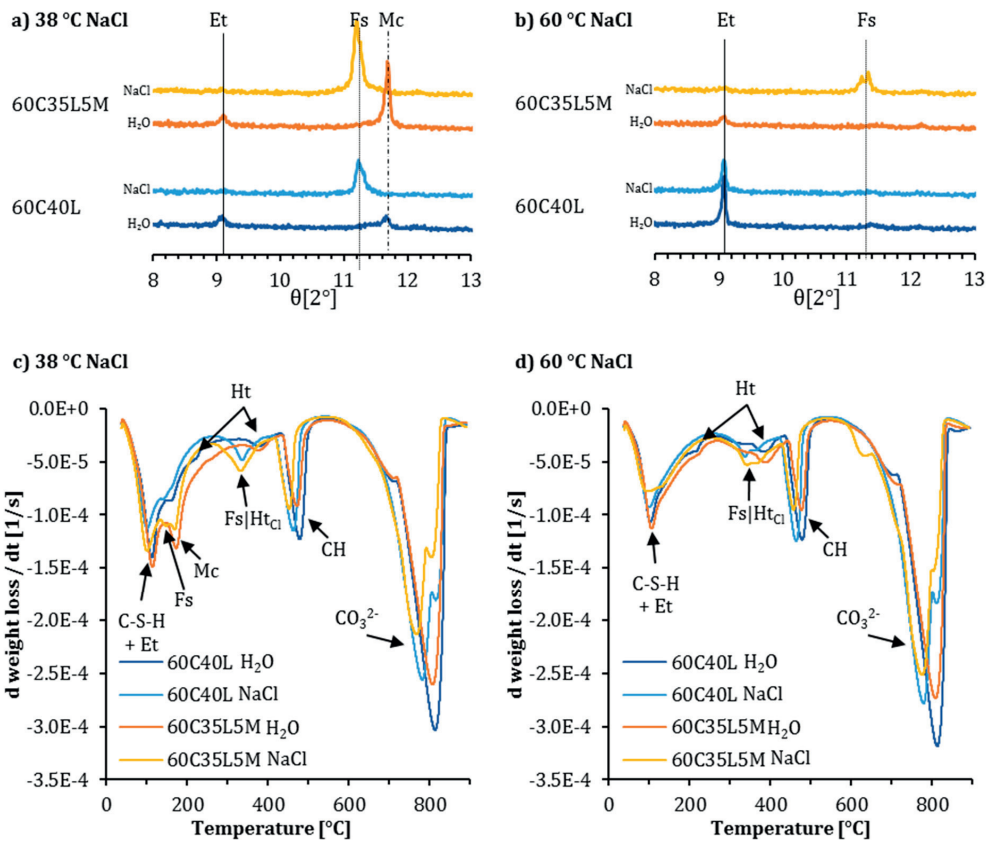 a) 38 °C NaCl
Et
Fs
Mc
60C35L5M
NaCl
H₂O
60C40L
NaCl
H₂O
8 9 10 11 12 13
θ[2°]
b) 60 °C NaCl
Et
Fs
60C35L5M
NaCl
H₂O
60C40L
NaCl
H₂O
8 9 10 11 12 13
θ[2°]
c) 38 °C NaCl
Ht
0.0E+0
-5.0E-5
-1.0E-4
-1.5E-4
-2.0E-4
-2.5E-4
-3.0E-4
-3.5E-4
d weight loss / dt [1/s]
Fs|HtCl
CH
Mc
Fs
C-S-H
+ Et
CO₃²⁻
60C40L H₂O
60C40L NaCl
60C35L5M H₂O
60C35L5M NaCl
0 200 400 600 800
Temperature [°C]
d) 60 °C NaCl
Ht
0.0E+0
-5.0E-5
-1.0E-4
-1.5E-4
-2.0E-4
-2.5E-4
-3.0E-4
-3.5E-4
d weight loss / dt [1/s]
Fs|HtCl
CH
C-S-H
+ Et
CO₃²⁻
60C40L H₂O
60C40L NaCl
60C35L5M H₂O
60C35L5M NaCl
0 200 400 600 800
Temperature [°C]